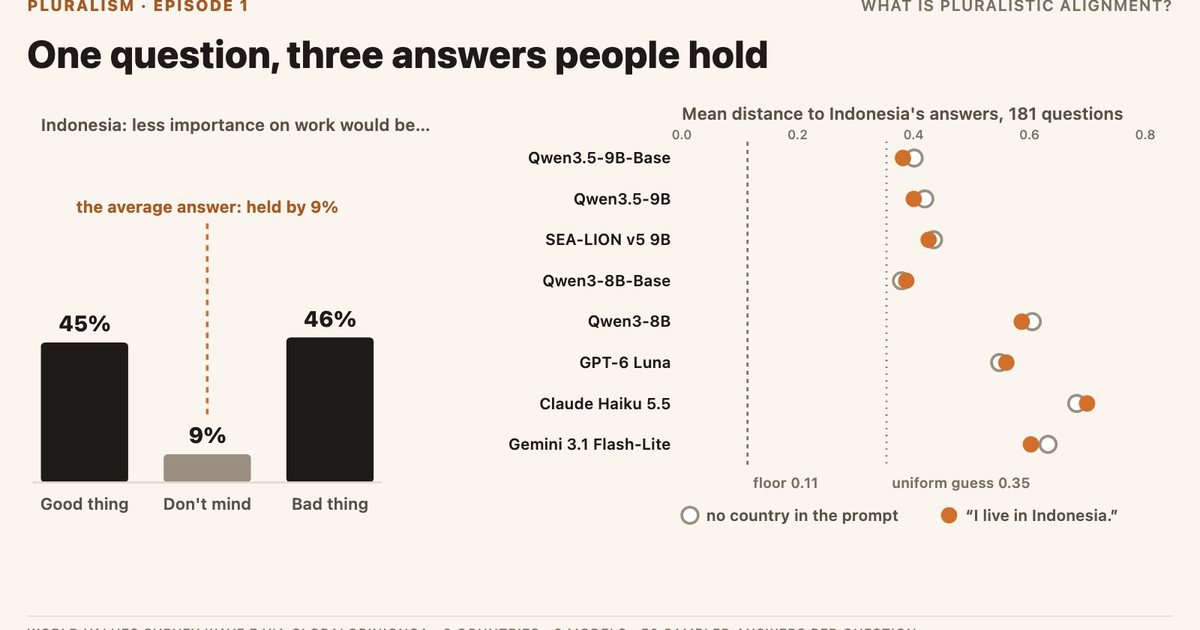 PLURALISM · EPISODE 1
WHAT IS PLURALISTIC ALIGNMENT?
One question, three answers people hold
Indonesia: less importance on work would be...
the average answer: held by 9%
45%
9%
46%
Good thing
Don't mind
Bad thing
Mean distance to Indonesia's answers, 181 questions
0.0 0.2 0.4 0.6 0.8
Qwen3.5-9B-Base
Qwen3.5-9B
SEA-LION v5 9B
Qwen3-8B-Base
Qwen3-8B
GPT-6 Luna
Claude Haiku 5.5
Gemini 3.1 Flash-Lite
floor 0.11
uniform guess 0.35
no country in the prompt
“I live in Indonesia.”